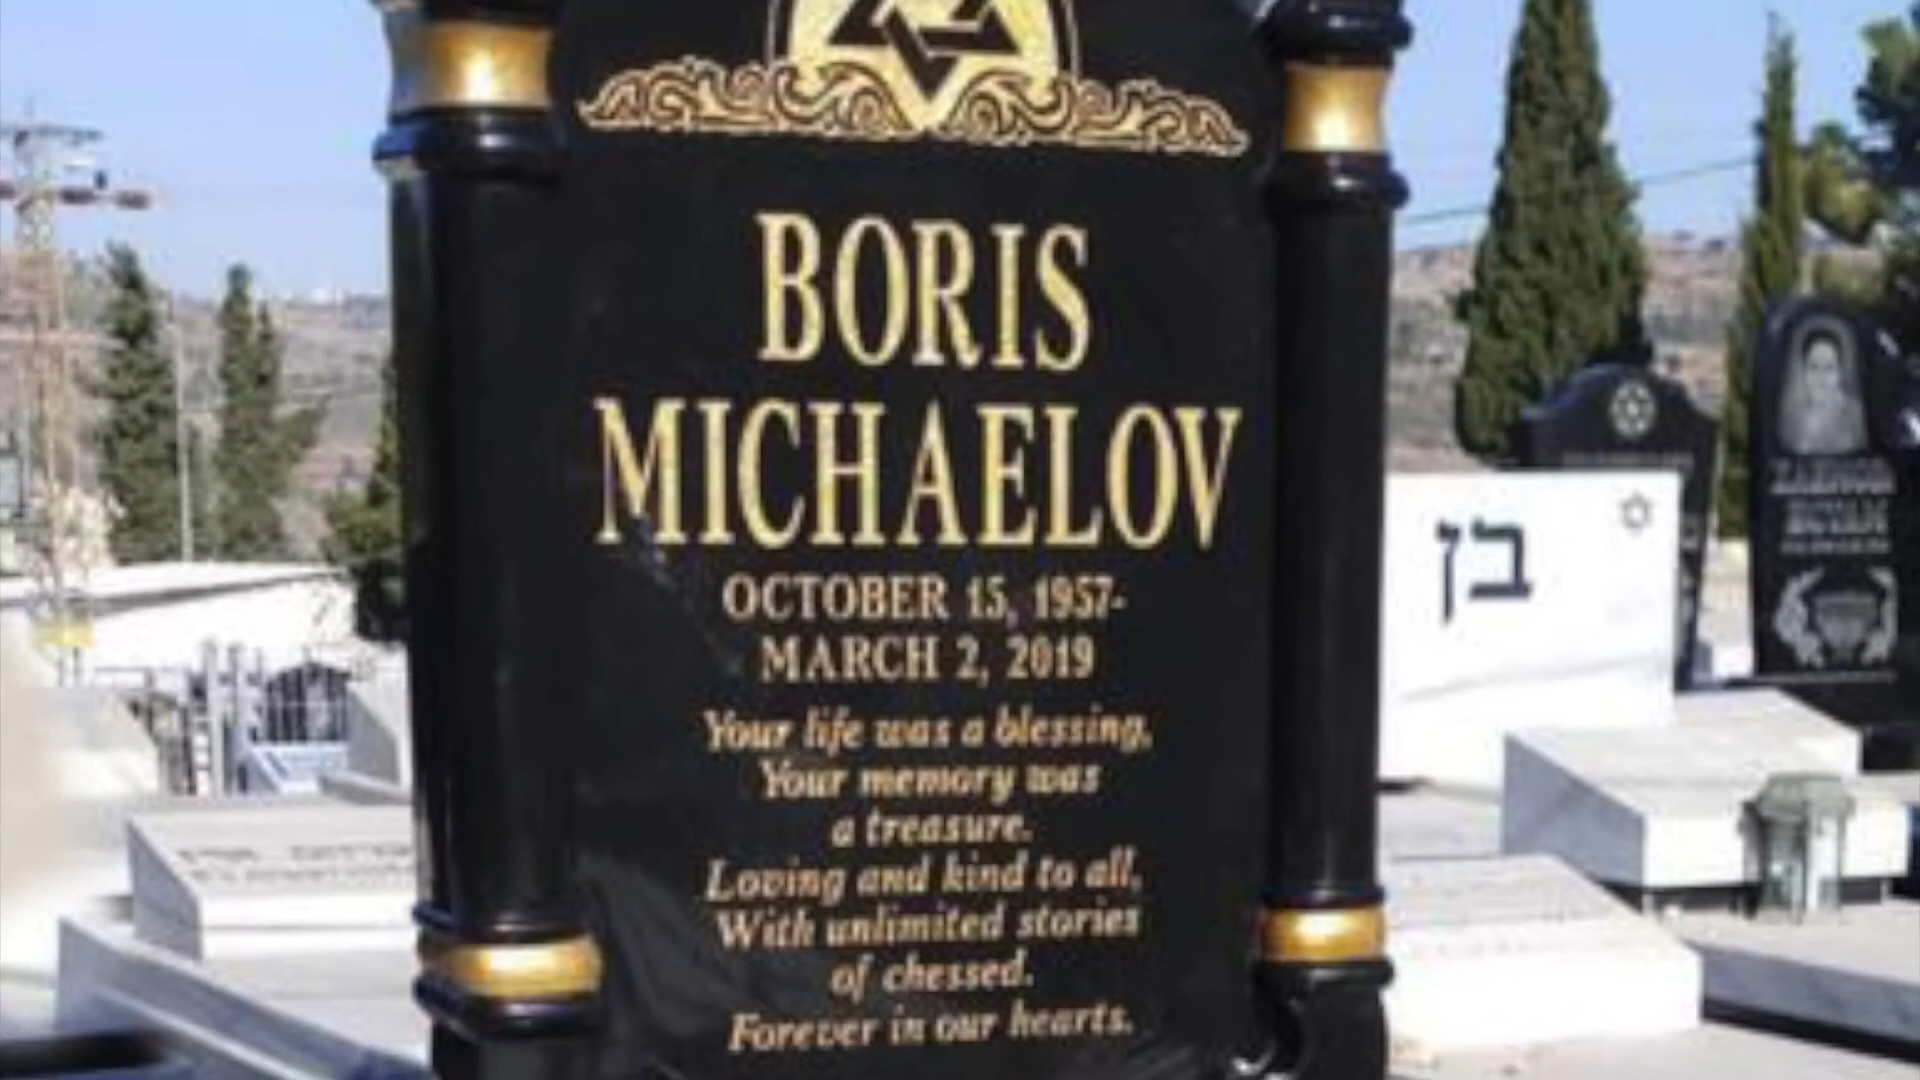 BORIS
MICHAELOV
OCTOBER 15, 1957-
MARCH 2, 2019
Your life was a blessing,
Your memory was
a treasure.
Loving and kind to all,
With unlimited stories
of chessed.
Forever in our hearts.
בן